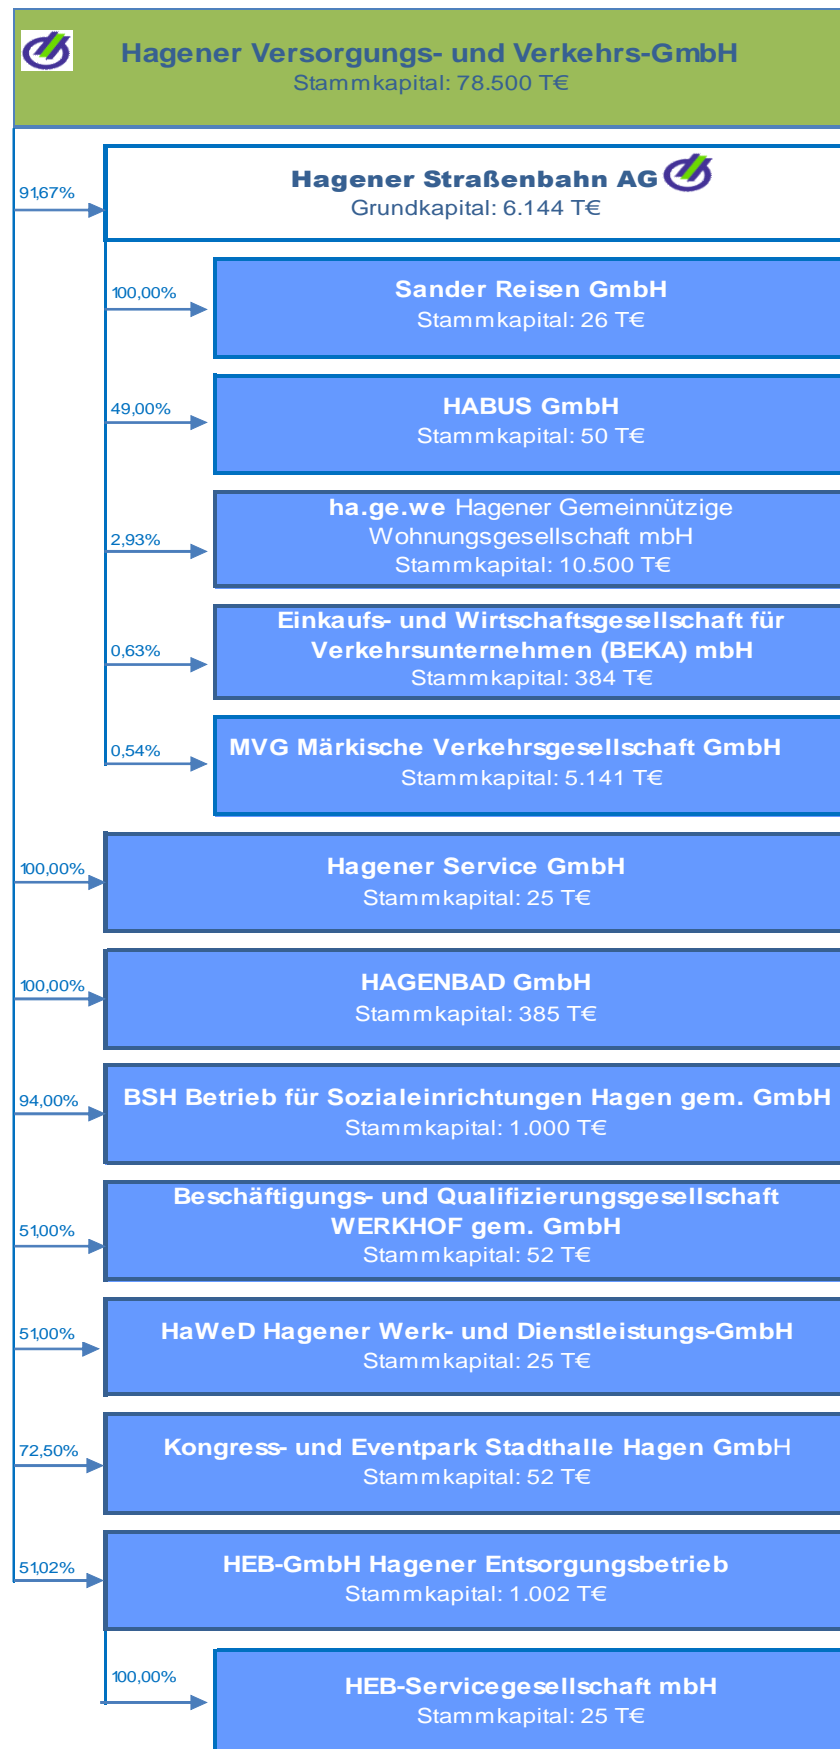 Hagener Versorgungs- und Verkehrs-GmbH
Stammkapital: 78.500 T€
91,67%
Hagener Straßenbahn AG
Grundkapital: 6.144 T€
100,00%
Sander Reisen GmbH
Stammkapital: 26 T€
49,00%
HABUS GmbH
Stammkapital: 50 T€
2,93%
ha.ge.we Hagener Gemeinnützige
Wohnungsgesellschaft mbH
Stammkapital: 10.500 T€
0,63%
Einkaufs- und Wirtschaftsgesellschaft für
Verkehrsunternehmen (BEKA) mbH
Stammkapital: 384 T€
0,54%
MVG Märkische Verkehrsgesellschaft GmbH
Stammkapital: 5.141 T€
100,00%
Hagener Service GmbH
Stammkapital: 25 T€
100,00%
HAGENBAD GmbH
Stammkapital: 385 T€
94,00%
BSH Betrieb für Sozialeinrichtungen Hagen gem. GmbH
Stammkapital: 1.000 T€
51,00%
Beschäftigungs- und Qualifizierungsgesellschaft
WERKHOF gem. GmbH
Stammkapital: 52 T€
51,00%
HaWeD Hagener Werk- und Dienstleistungs-GmbH
Stammkapital: 25 T€
72,50%
Kongress- und Eventpark Stadthalle Hagen GmbH
Stammkapital: 52 T€
51,02%
HEB-GmbH Hagener Entsorgungsbetrieb
Stammkapital: 1.002 T€
100,00%
HEB-Servicegesellschaft mbH
Stammkapital: 25 T€